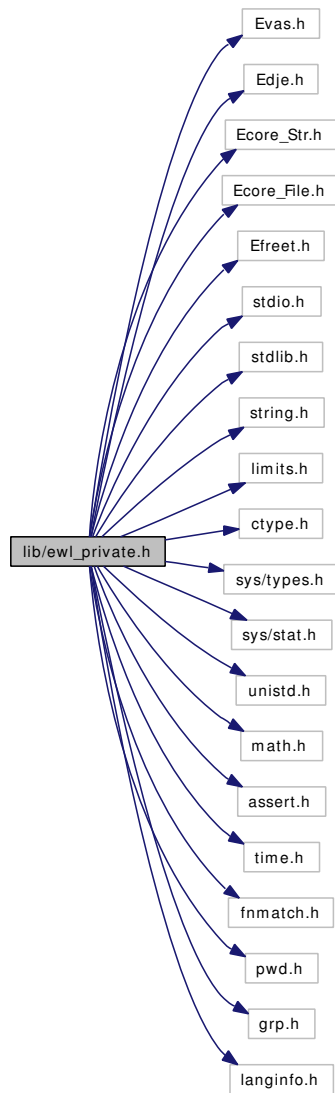 Evas.h
Edje.h
Ecore_Str.h
Ecore_File.h
Efreet.h
stdio.h
stdlib.h
string.h
limits.h
ctype.h
lib/ewl_private.h
sys/types.h
sys/stat.h
unistd.h
math.h
assert.h
time.h
fnmatch.h
pwd.h
grp.h
langinfo.h